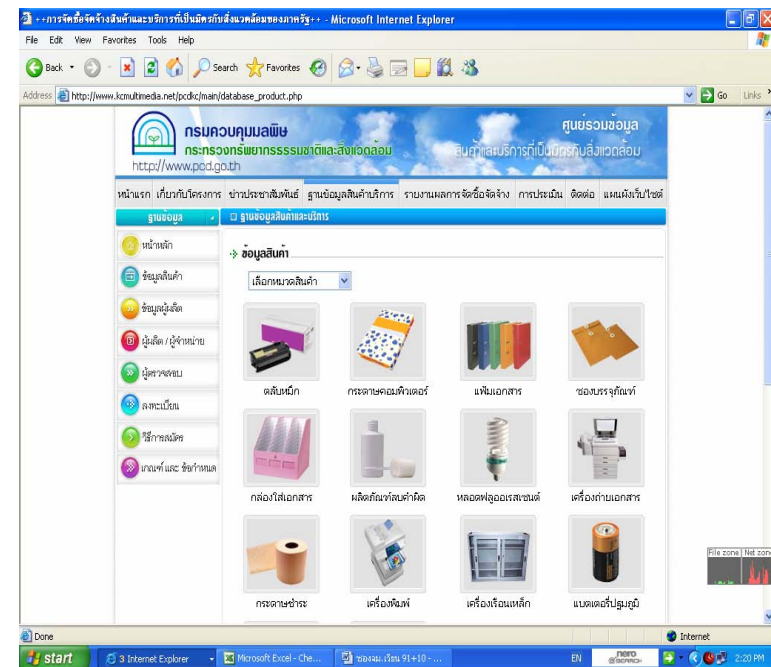 ++การจัดซื้อจัดจ้างสินค้าและบริการที่เป็นมิตรกับสิ่งแวดล้อมของภาครัฐ++ - Microsoft Internet Explorer
File Edit View Favorites Tools Help
Back Search Favorites
Address http://www.kcmultimedia.net/pcdkc/main/database_product.php Go Links
กรมควบคุมมลพิษ
กระทรวงทรัพยากรธรรมชาติและสิ่งแวดล้อม
http://www.pcd.go.th
ศูนย์รวมข้อมูล
สินค้าและบริการที่เป็นมิตรกับสิ่งแวดล้อม
หน้าแรก เกี่ยวกับโครงการ ข่าวประชาสัมพันธ์ ฐานข้อมูลสินค้าบริการ รายงานผลการจัดซื้อจัดจ้าง การประเมิน ติดต่อ แผนผังเว็บไซต์
ฐานข้อมูล
ฐานข้อมูลสินค้าและบริการ
หน้าหลัก
ข้อมูลสินค้า
ข้อมูลผู้ผลิต
ผู้ผลิต / ผู้จำหน่าย
ผู้ตรวจสอบ
ลงทะเบียน
วิธีการสมัคร
เกณฑ์ และ ข้อกำหนด
ข้อมูลสินค้า
เลือกหมวดสินค้า
ตลับหมึก กระดาษคอมพิวเตอร์ แฟ้มเอกสาร ซองบรรจุภัณฑ์
กล่องใส่เอกสาร ผลิตภัณฑ์ลบคำผิด หลอดฟลูออเรสเซนต์ เครื่องถ่ายเอกสาร
กระดาษชำระ เครื่องพิมพ์ เครื่องเรือนเหล็ก แบตเตอรี่ปฐมภูมิ
File zone Net zone
Done Internet
start 3 Internet Explorer Microsoft Excel - Che... ซองจม.เรียน 91+10 - ... EN nero SEARCH 2:20 PM